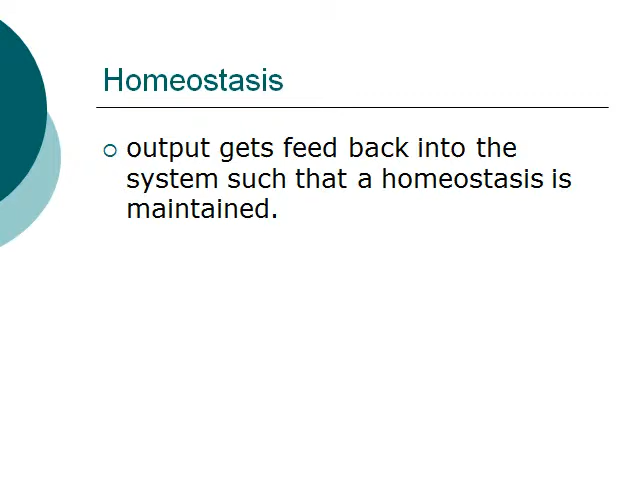 Homeostasis
output gets feed back into the
system such that a homeostasis is
maintained.